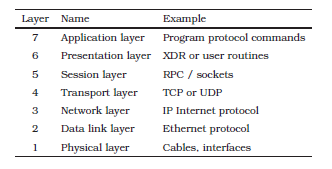 Layer Name Example
7 Application layer Program protocol commands
6 Presentation layer XDR or user routines
5 Session layer RPC / sockets
4 Transport layer TCP or UDP
3 Network layer IP Internet protocol
2 Data link layer Ethernet protocol
1 Physical layer Cables, interfaces